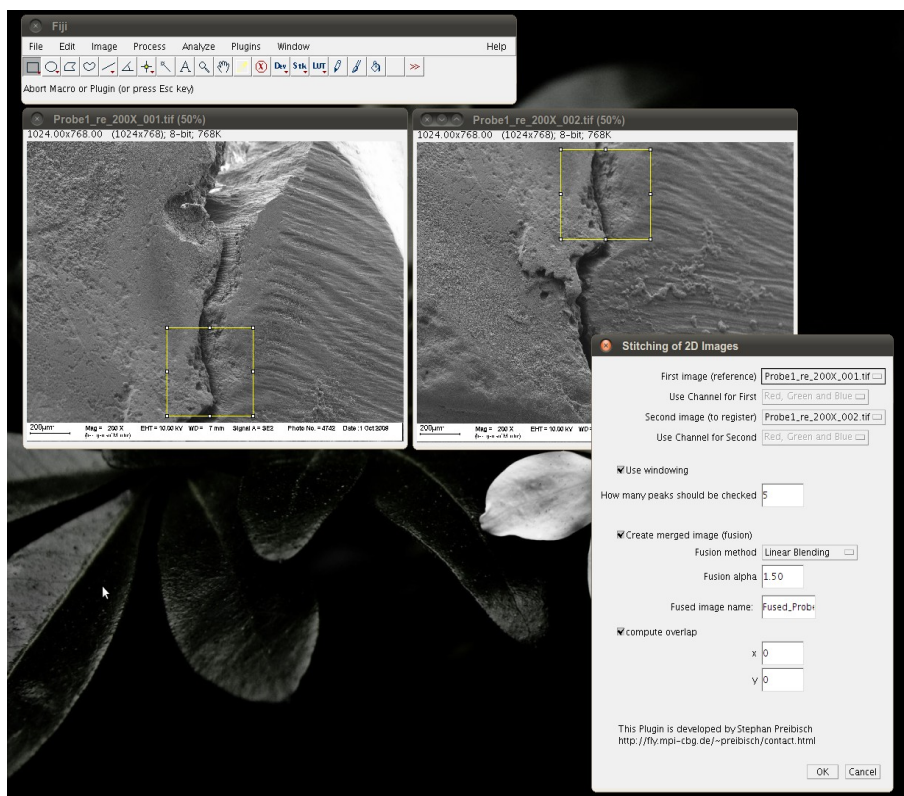 Fiji
File Edit Image Process Analyze Plugins Window Help
A Dev Stk LUT >>
Abort Macro or Plugin (or press Esc key)
Probe1_re_200X_001.tif (50%)
1024.00x768.00 (1024x768); 8-bit; 768K
200µm
Mag = 200 X EHT = 10.00 kV WD = 7 mm Signal A = SE2 Photo No. = 4742 Date :1 Oct 2008
Probe1_re_200X_002.tif (50%)
1024.00x768.00 (1024x768); 8-bit; 768K
200µm
Mag = 200 X EHT = 10.00 kV WD=
Stitching of 2D Images
First image (reference) Probe1_re_200X_001.tif
Use Channel for First Red, Green and Blue
Second image (to register) Probe1_re_200X_002.tif
Use Channel for Second Red, Green and Blue
Use windowing
How many peaks should be checked 5
Create merged image (fusion)
Fusion method Linear Blending
Fusion alpha 1.50
Fused image name: Fused_Probe
compute overlap
x 0
y 0
This Plugin is developed by Stephan Preibisch
http://fly.mpi-cbg.de/~preibisch/contact.html
OK Cancel